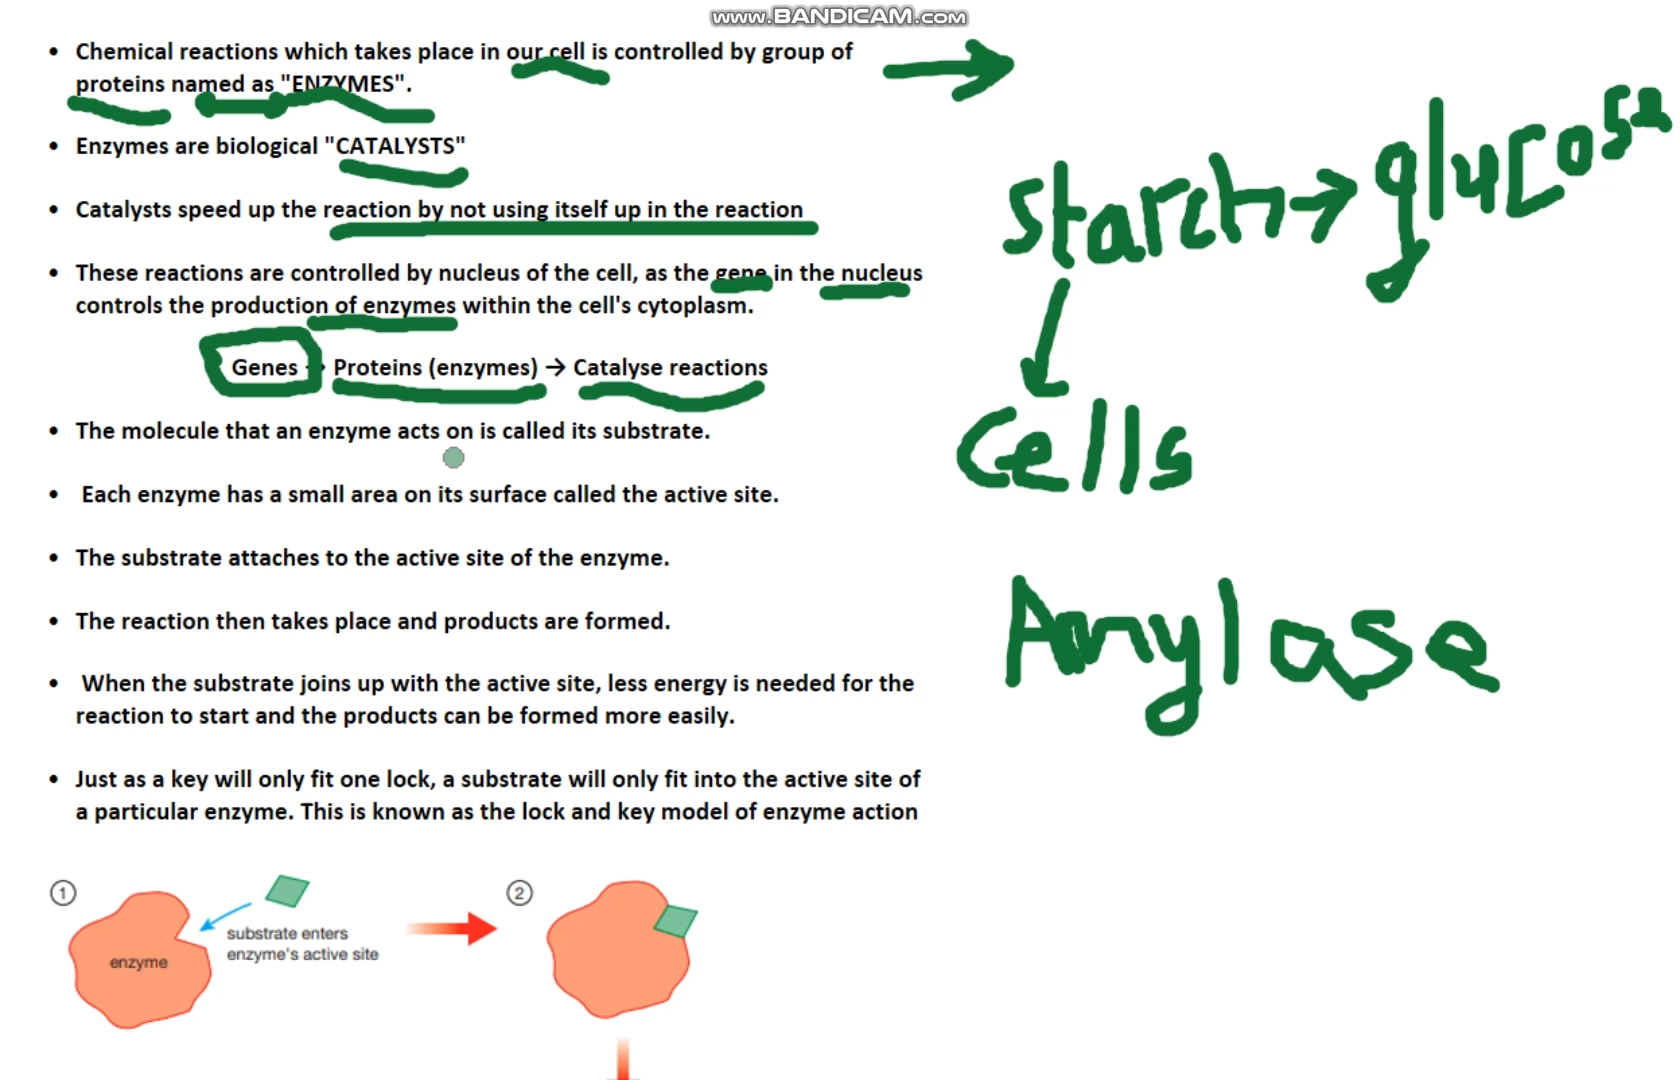 www.BANDICAM.com
• Chemical reactions which takes place in our cell is controlled by group of
proteins named as "ENZYMES".
• Enzymes are biological "CATALYSTS"
• Catalysts speed up the reaction by not using itself up in the reaction
• These reactions are controlled by nucleus of the cell, as the gene in the nucleus
controls the production of enzymes within the cell's cytoplasm.
Genes → Proteins (enzymes) → Catalyse reactions
• The molecule that an enzyme acts on is called its substrate.
• Each enzyme has a small area on its surface called the active site.
• The substrate attaches to the active site of the enzyme.
• The reaction then takes place and products are formed.
• When the substrate joins up with the active site, less energy is needed for the
reaction to start and the products can be formed more easily.
• Just as a key will only fit one lock, a substrate will only fit into the active site of
a particular enzyme. This is known as the lock and key model of enzyme action
starch → glucose
Cells
Amylase
1
substrate enters
enzyme's active site
enzyme
2